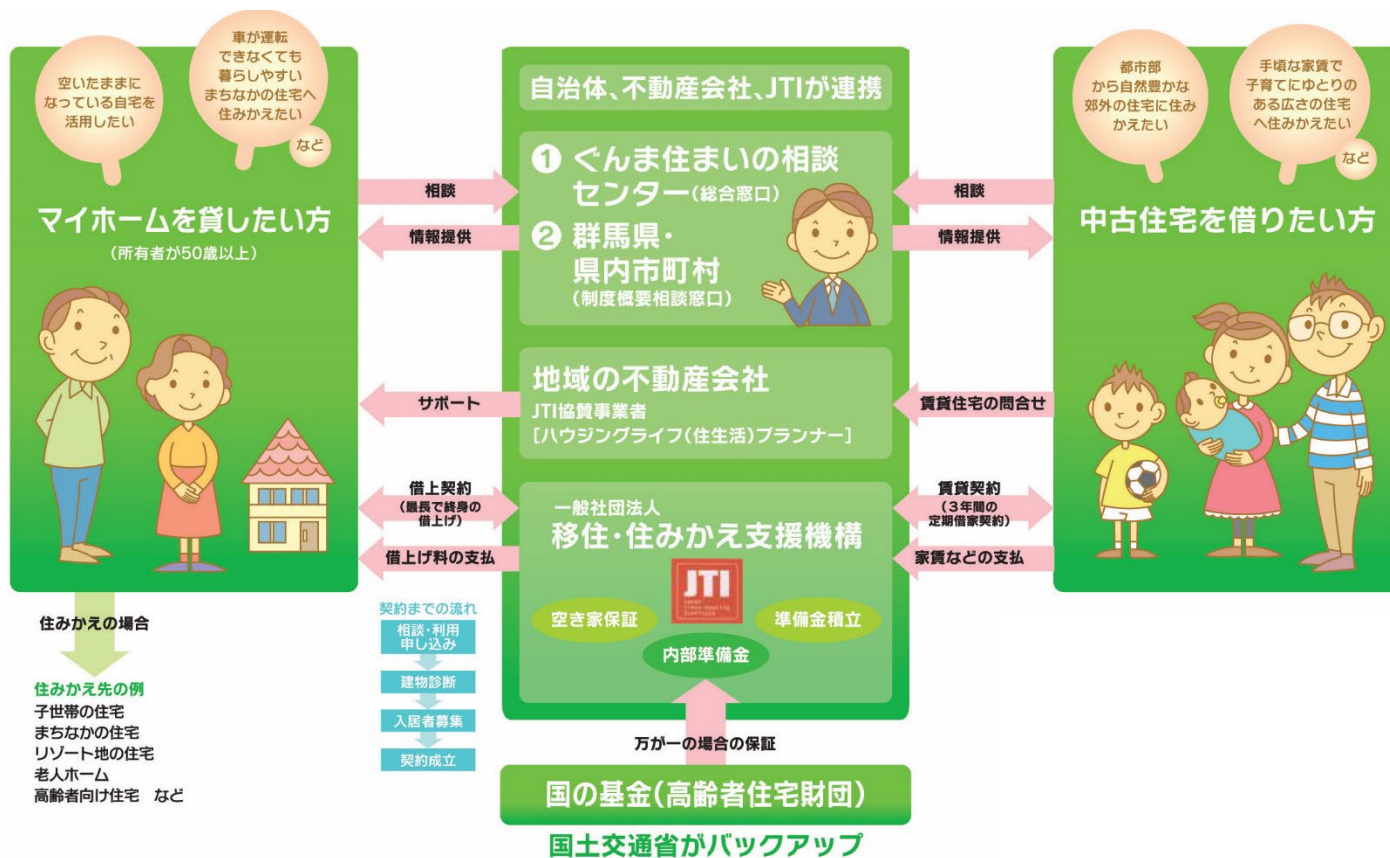 空いたままに
なっている自宅を
活用したい
車が運転
できなくても
暮らしやすい
まちなかの住宅へ
住みかえたい
など
マイホームを貸したい方
(所有者が50歳以上)
相談
情報提供
サポート
借上契約
(最長で終身の
借上げ)
借上げ料の支払
自治体、不動産会社、JTIが連携
❶ ぐんま住まいの相談
センター(総合窓口)
❷ 群馬県・
県内市町村
(制度概要相談窓口)
地域の不動産会社
JTI協賛事業者
[ハウジングライフ(住生活)プランナー]
一般社団法人
移住・住みかえ支援機構
JTI
空き家保証
準備金積立
内部準備金
相談
情報提供
賃貸住宅の問合せ
賃貸契約
(3年間の
定期借家契約)
家賃などの支払
都市部
から自然豊かな
郊外の住宅に住み
かえたい
手頃な家賃で
子育てにゆとりの
ある広さの住宅
へ住みかえたい
など
中古住宅を借りたい方
住みかえの場合
住みかえ先の例
子世帯の住宅
まちなかの住宅
リゾート地の住宅
老人ホーム
高齢者向け住宅 など
契約までの流れ
相談・利用
申し込み
建物診断
入居者募集
契約成立
万が一の場合の保証
国の基金(高齢者住宅財団)
国土交通省がバックアップ